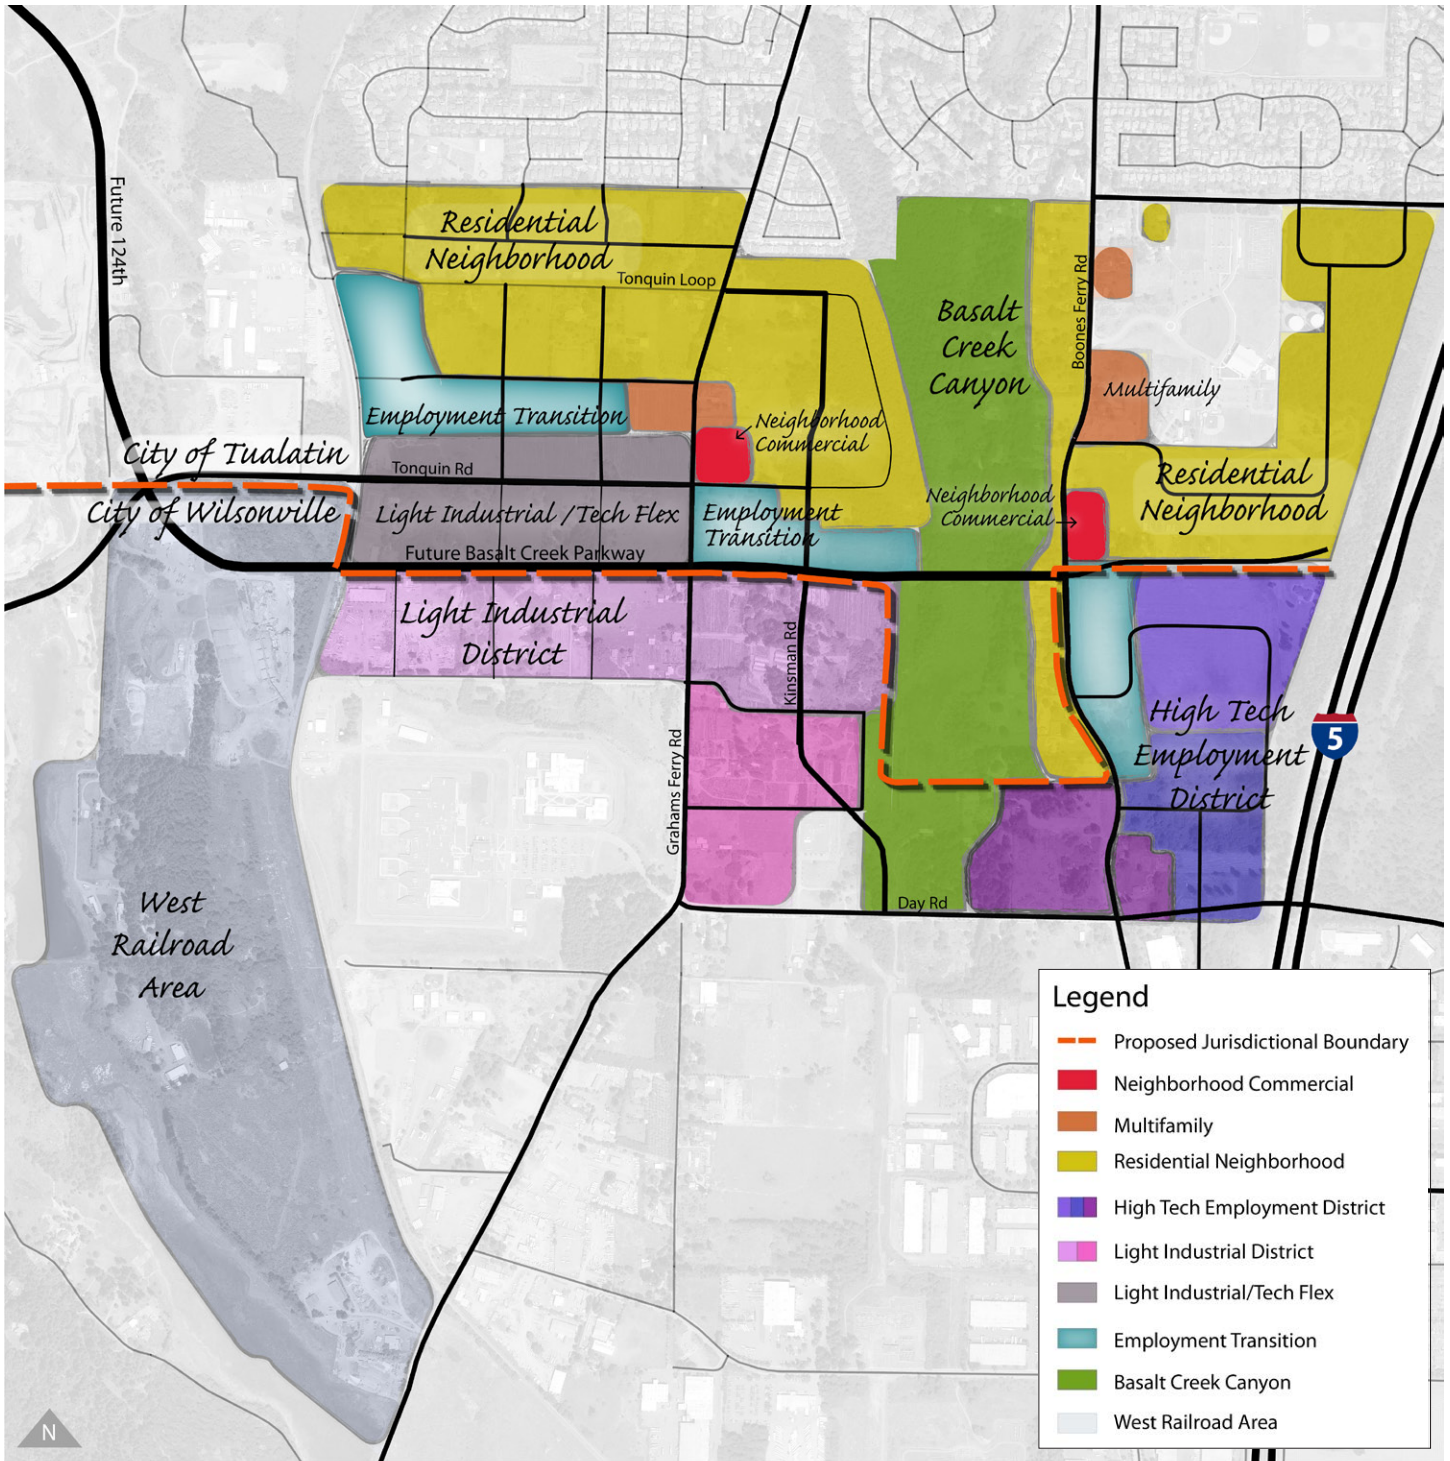 Future 124th
Residential
Neighborhood
Tonquin Loop
Basalt
Creek
Canyon
Boones Ferry Rd
Multifamily
Employment Transition
Neighborhood
Commercial
City of Tualatin
Tonquin Rd
Residential
Neighborhood
City of Wilsonville
Light Industrial / Tech Flex
Employment
Transition
Neighborhood
Commercial
Future Basalt Creek Parkway
Light Industrial
District
Kinsman Rd
Grahams Ferry Rd
High Tech
Employment
District
5
West
Railroad
Area
Day Rd
Legend
Proposed Jurisdictional Boundary
Neighborhood Commercial
Multifamily
Residential Neighborhood
High Tech Employment District
Light Industrial District
Light Industrial/Tech Flex
Employment Transition
Basalt Creek Canyon
West Railroad Area
N